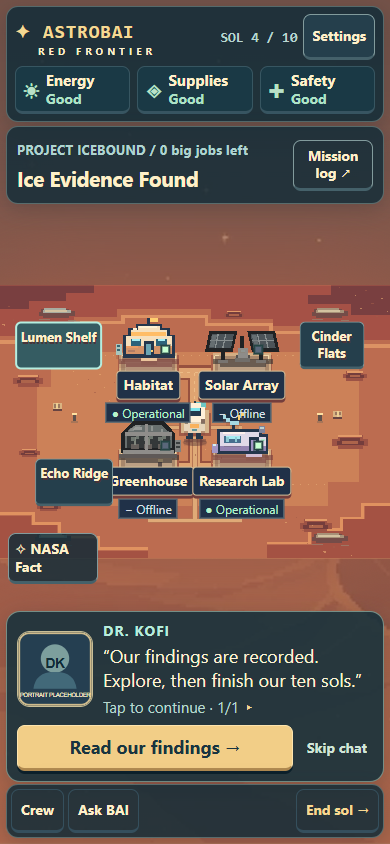 ✦ ASTROBAI
RED FRONTIER
SOL 4 / 10
Settings
Energy
Good
Supplies
Good
Safety
Good
PROJECT ICEBOUND / 0 big jobs left
Ice Evidence Found
Mission
log ↗
Lumen Shelf
Cinder
Flats
Habitat
Solar Array
● Operational
– Offline
Echo Ridge
Greenhouse
Research Lab
– Offline
● Operational
✧ NASA
Fact
DK
PORTRAIT PLACEHOLDER
DR. KOFI
“Our findings are recorded.
Explore, then finish our ten sols.”
Tap to continue · 1/1 ▸
Read our findings →
Skip chat
Crew
Ask BAI
End sol →